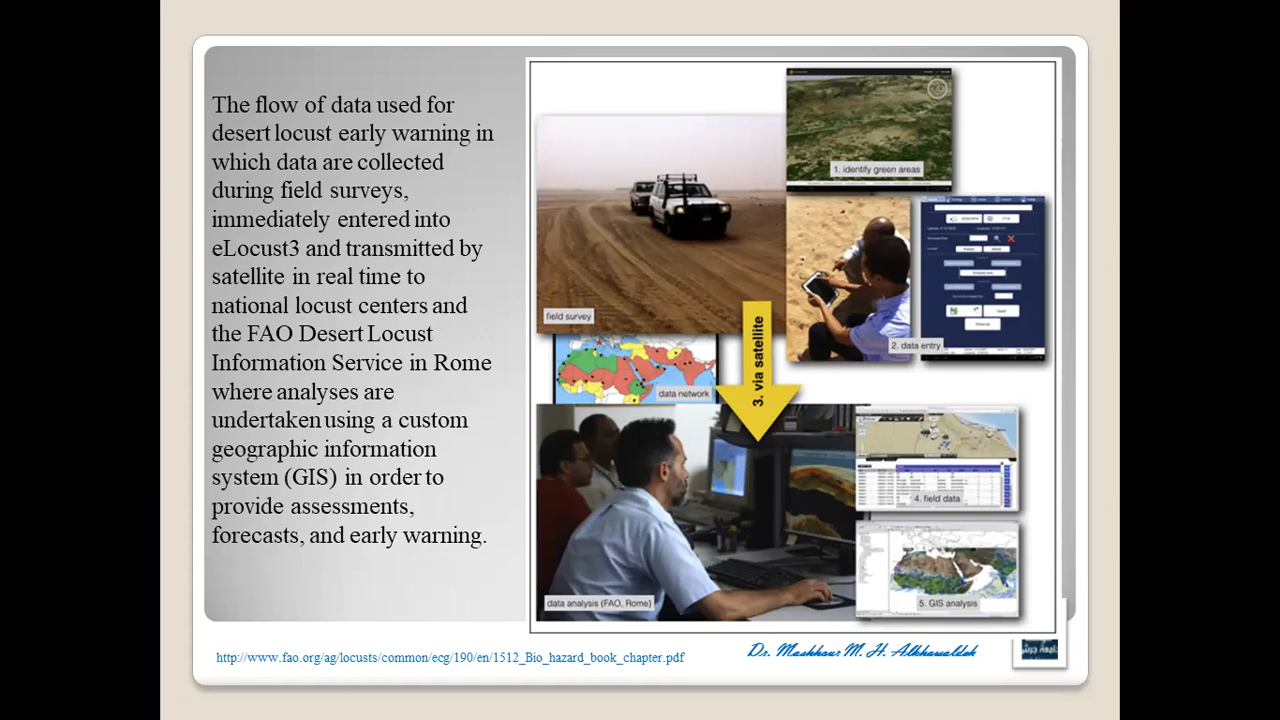 The flow of data used for
desert locust early warning in
which data are collected
during field surveys,
immediately entered into
eLocust and transmitted by
satellite in real time to
national locust centers and
the FAO Desert Locust
Information Service in Rome
where analyses are
undertaken using a custom
geographic information
system (GIS) in order to
provide assessments,
forecasts, and early warning.
1. identify green areas
field survey
2. data entry
3. via satellite
data network
4. field data
data analysis (FAO, Rome)
5. GIS analysis
http://www.fao.org/ag/locusts/common/ecg/190/en/1512_Bio_hazard_book_chapter.pdf
Dr. Mashhour M. H. Alkhawaldeh